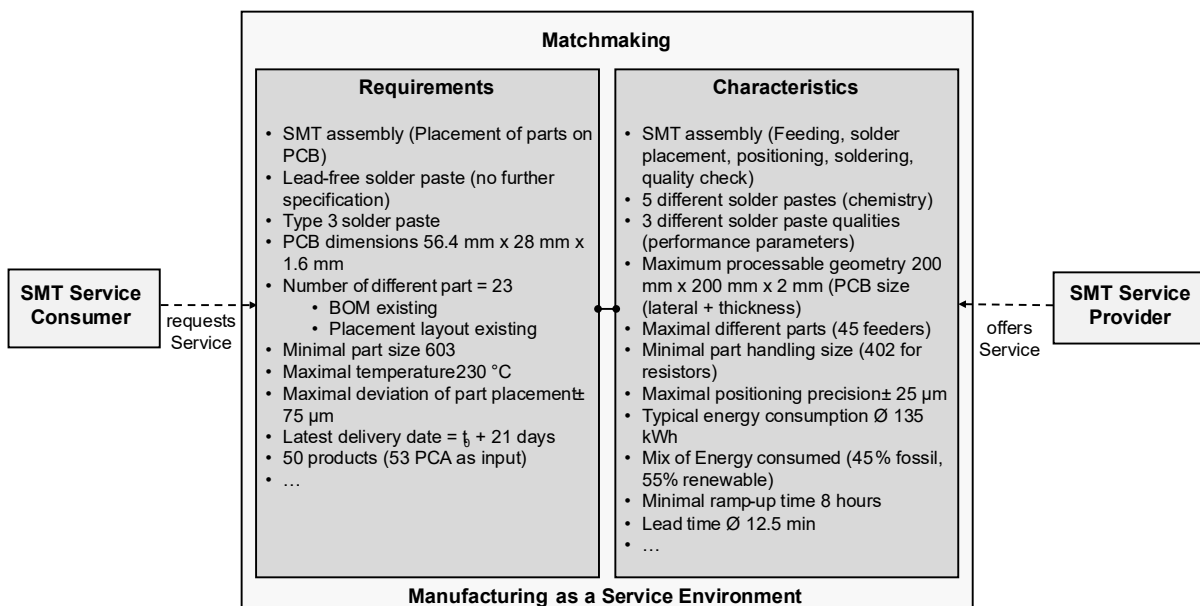 Matchmaking
SMT Service
Consumer
requests
Service
Requirements
• SMT assembly (Placement of parts on
PCB)
• Lead-free solder paste (no further
specification)
• Type 3 solder paste
• PCB dimensions 56.4 mm x 28 mm x
1.6 mm
• Number of different part = 23
• BOM existing
• Placement layout existing
• Minimal part size 603
• Maximal temperature230 °C
• Maximal deviation of part placement±
75 µm
• Latest delivery date = t0 + 21 days
• 50 products (53 PCA as input)
• …
Characteristics
• SMT assembly (Feeding, solder
placement, positioning, soldering,
quality check)
• 5 different solder pastes (chemistry)
• 3 different solder paste qualities
(performance parameters)
• Maximum processable geometry 200
mm x 200 mm x 2 mm (PCB size
(lateral + thickness)
• Maximal different parts (45 feeders)
• Minimal part handling size (402 for
resistors)
• Maximal positioning precision± 25 µm
• Typical energy consumption Ø 135
kWh
• Mix of Energy consumed (45% fossil,
55% renewable)
• Minimal ramp-up time 8 hours
• Lead time Ø 12.5 min
• …
SMT Service
Provider
offers
Service
Manufacturing as a Service Environment